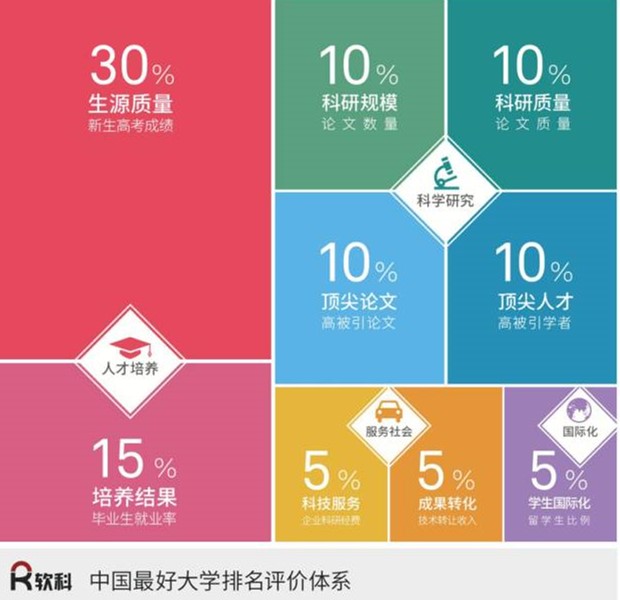 30%
生源质量
新生高考成绩
10%
科研规模
论文数量
10%
科研质量
论文质量
科学研究
10%
顶尖论文
高被引论文
10%
顶尖人才
高被引学者
人才培养
15%
培养结果
毕业生就业率
服务社会
国际化
5%
科技服务
企业科研经费
5%
成果转化
技术转让收入
5%
学生国际化
留学生比例
软科 中国最好大学排名评价体系